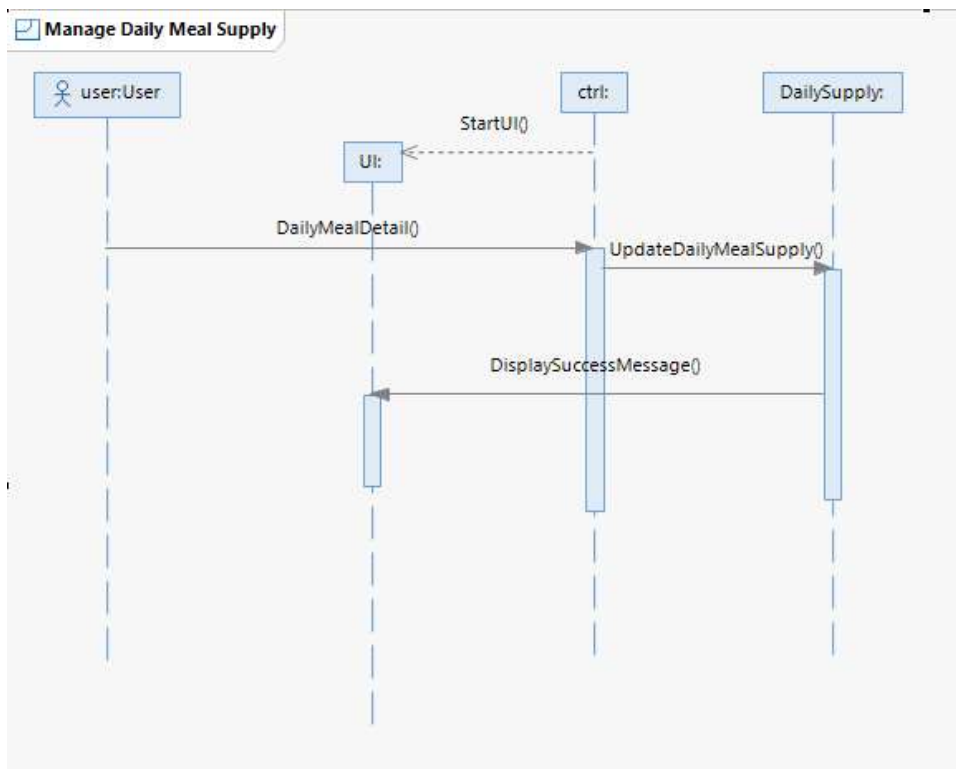 Manage Daily Meal Supply
user:User
ctrl:
DailySupply:
StartUI()
UI:
DailyMealDetail()
UpdateDailyMealSupply()
DisplaySuccessMessage()